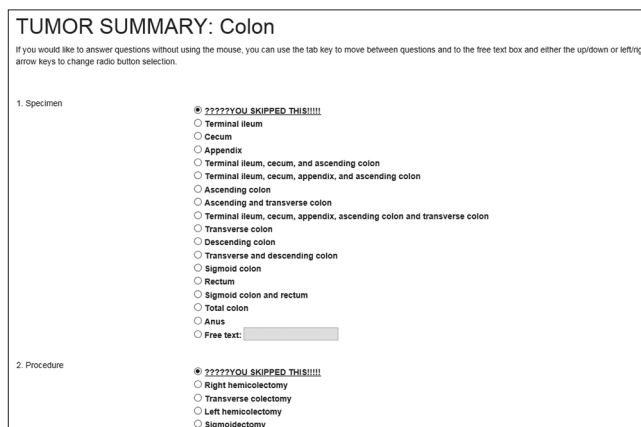 TUMOR SUMMARY: Colon
If you would like to answer questions without using the mouse, you can use the tab key to move between questions and to the free text box and either the up/down or
arrow keys to change radio button selection.
1. Specimen
?????YOU SKIPPED THIS!!!!!
Terminal ileum
Cecum
Appendix
Terminal ileum, cecum, and ascending colon
Terminal ileum, cecum, appendix, and ascending colon
Ascending colon
Ascending and transverse colon
Terminal ileum, cecum, appendix, ascending colon and transverse colon
Transverse colon
Descending colon
Transverse and descending colon
Sigmoid colon
Rectum
Sigmoid colon and rectum
Total colon
Anus
Free text:
2. Procedure
?????YOU SKIPPED THIS!!!!!
Right hemicolectomy
Transverse colectomy
Left hemicolectomy
Sigmoidectomy